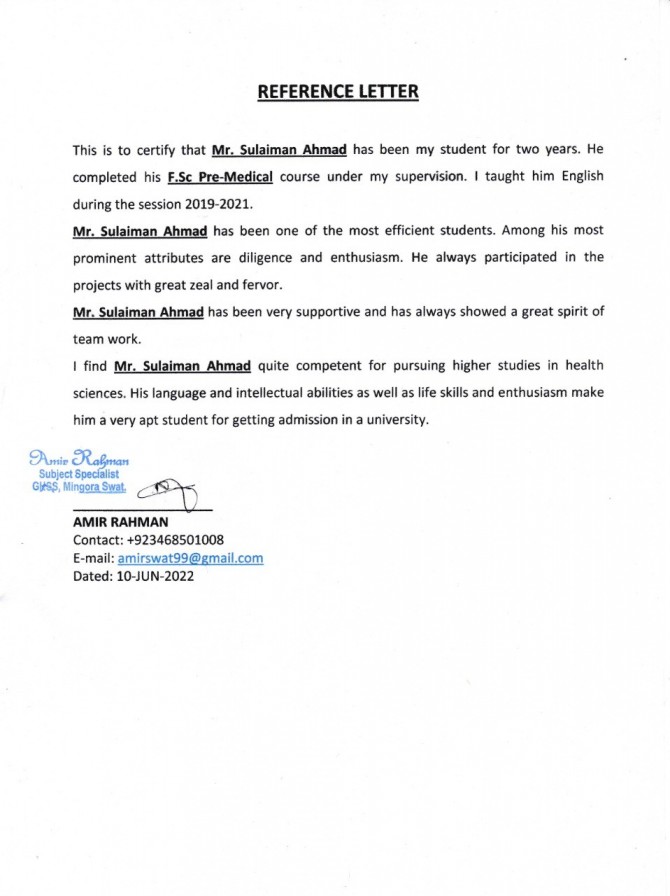 REFERENCE LETTER
This is to certify that Mr. Sulaiman Ahmad has been my student for two years. He
completed his F.Sc Pre-Medical course under my supervision. I taught him English
during the session 2019-2021.
Mr. Sulaiman Ahmad has been one of the most efficient students. Among his most
prominent attributes are diligence and enthusiasm. He always participated in the
projects with great zeal and fervor.
Mr. Sulaiman Ahmad has been very supportive and has always showed a great spirit of
team work.
I find Mr. Sulaiman Ahmad quite competent for pursuing higher studies in health
sciences. His language and intellectual abilities as well as life skills and enthusiasm make
him a very apt student for getting admission in a university.
Amir Rahman
Subject Specialist
Mingora Swat.
AMIR RAHMAN
Contact: +923468501008
E-mail: amirswat99@gmail.com
Dated: 10-JUN-2022